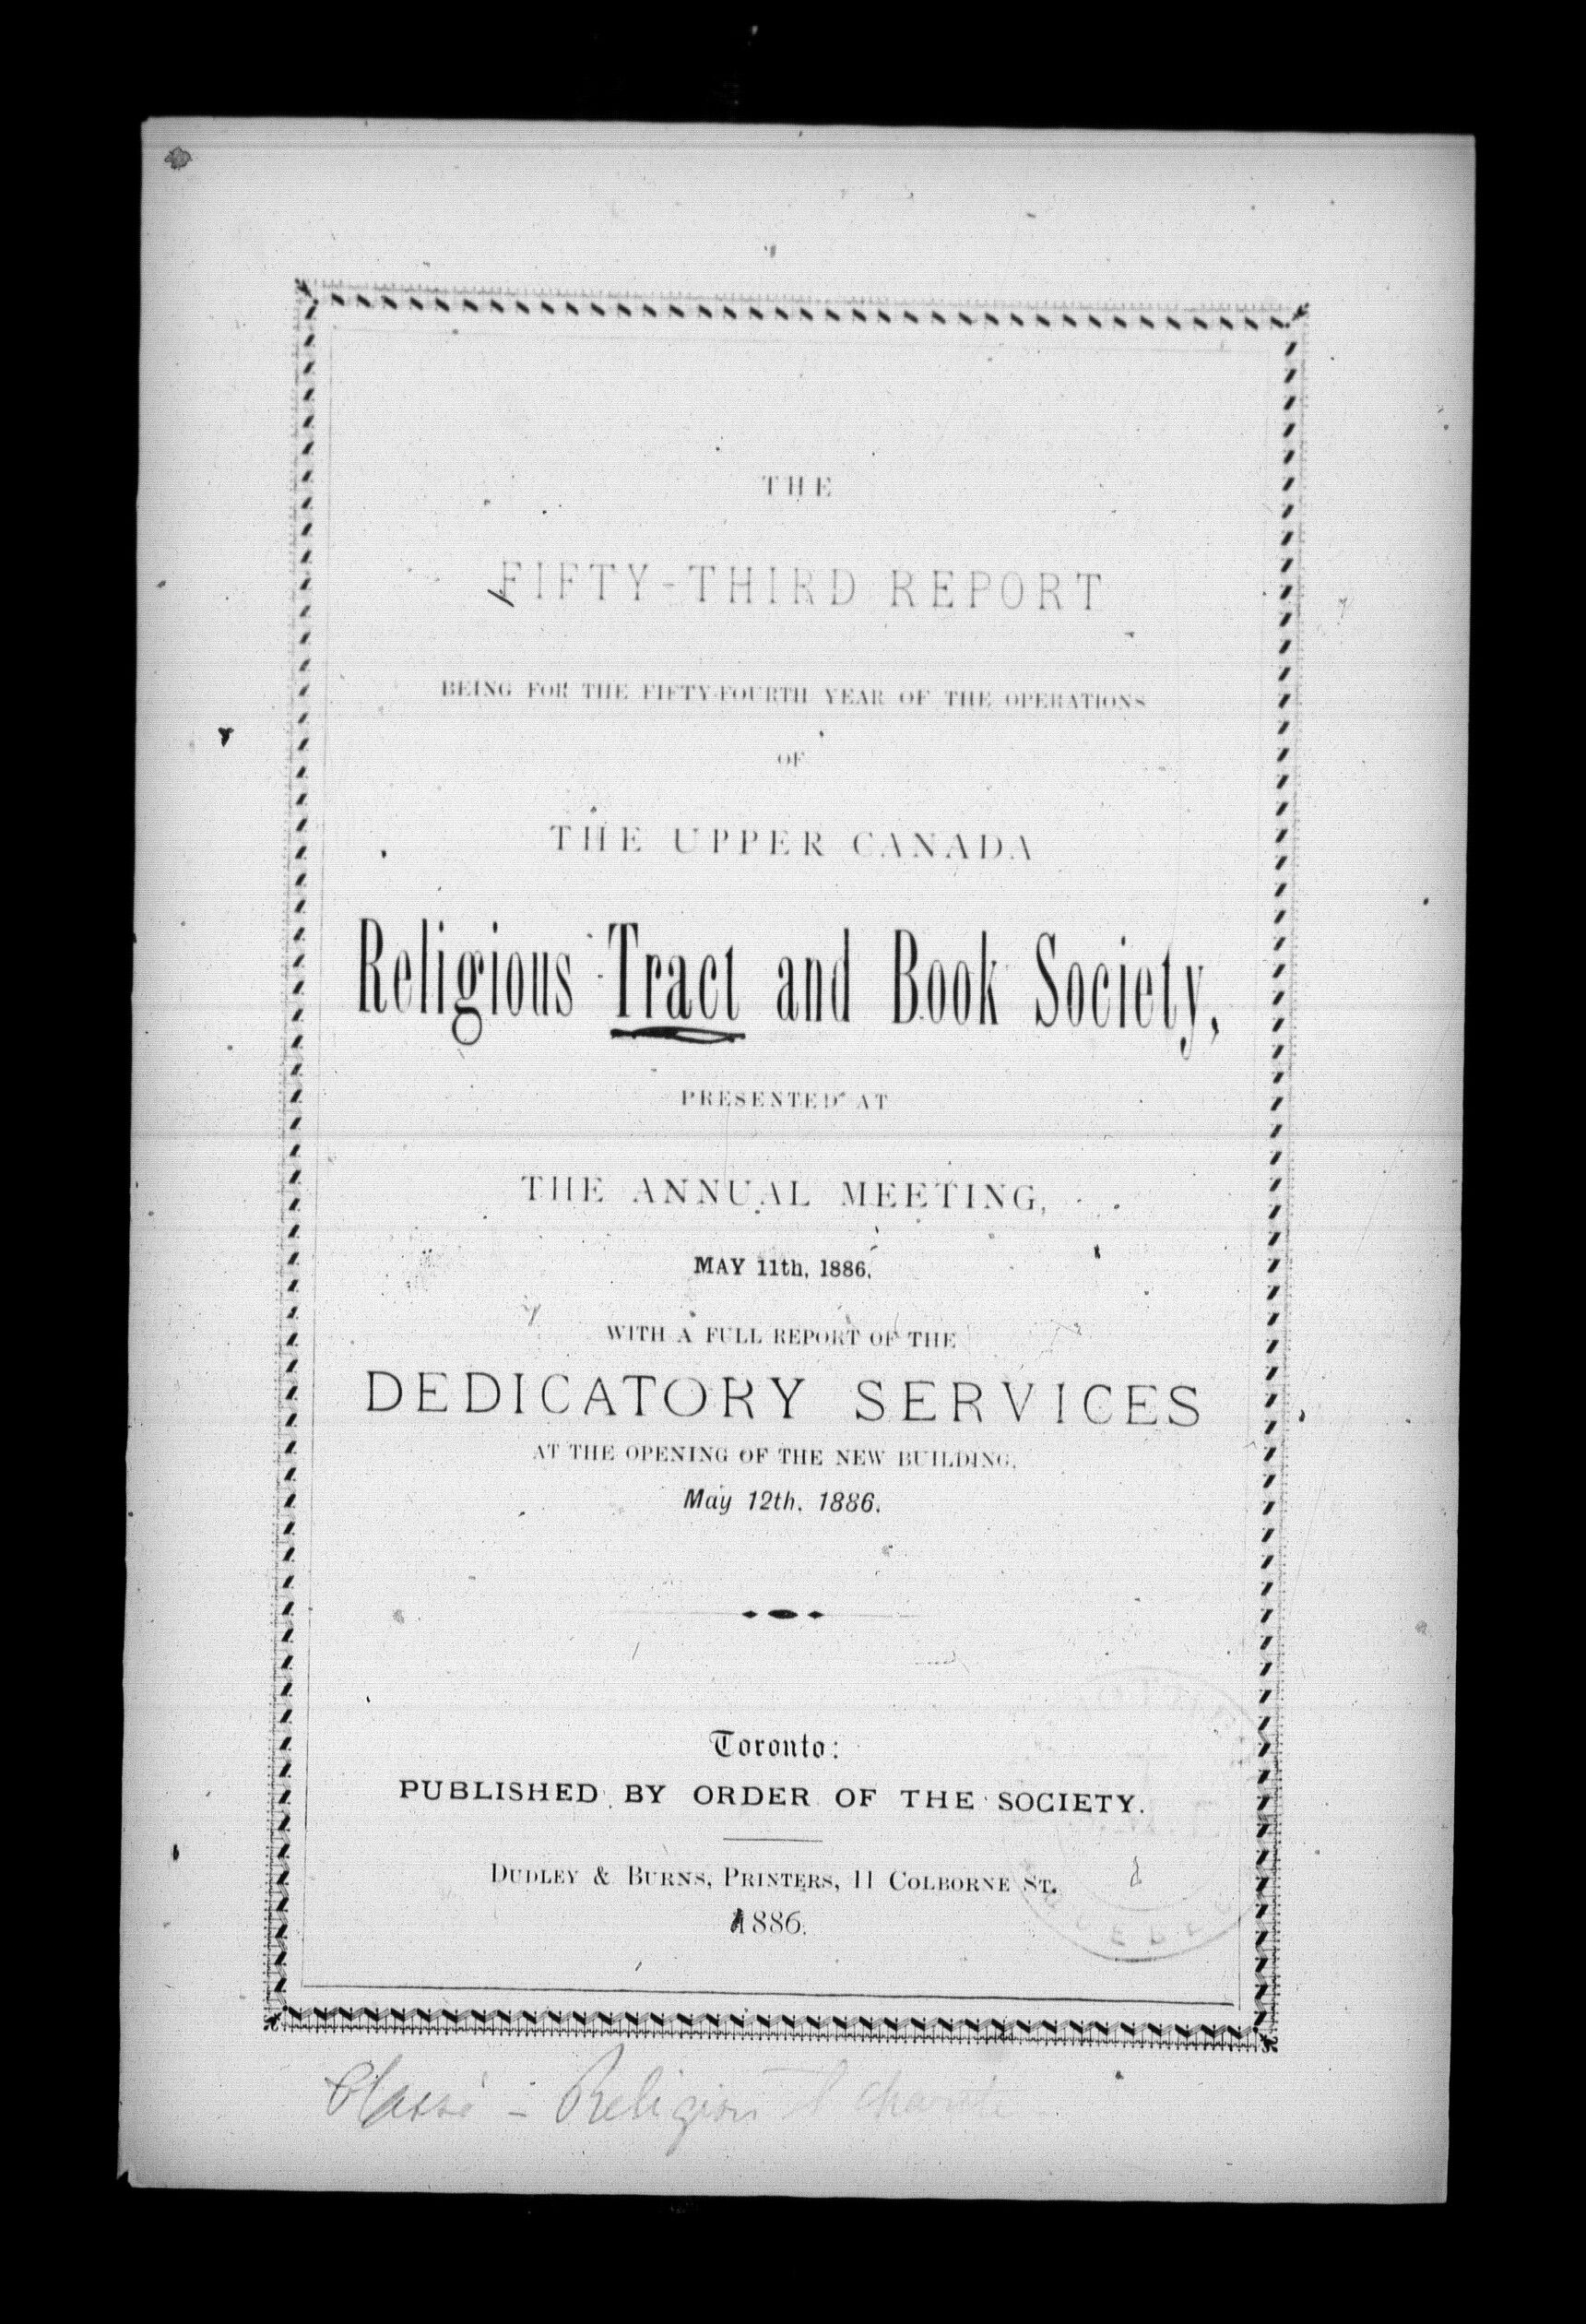 THE
FIFTY-THIRD REPORT
BEING FOR THE FIFTY-FOURTH YEAR OF THE OPERATIONS
OF
THE UPPER CANADA
Religious Tract and Book Society,
PRESENTED AT
THE ANNUAL MEETING,
MAY 11th, 1886,
WITH A FULL REPORT OF THE
DEDICATORY SERVICES
AT THE OPENING OF THE NEW BUILDING,
May 12th, 1886.
Toronto:
PUBLISHED BY ORDER OF THE SOCIETY.
DUDLEY & BURNS, PRINTERS, 11 COLBORNE ST.
1886.
- Religion